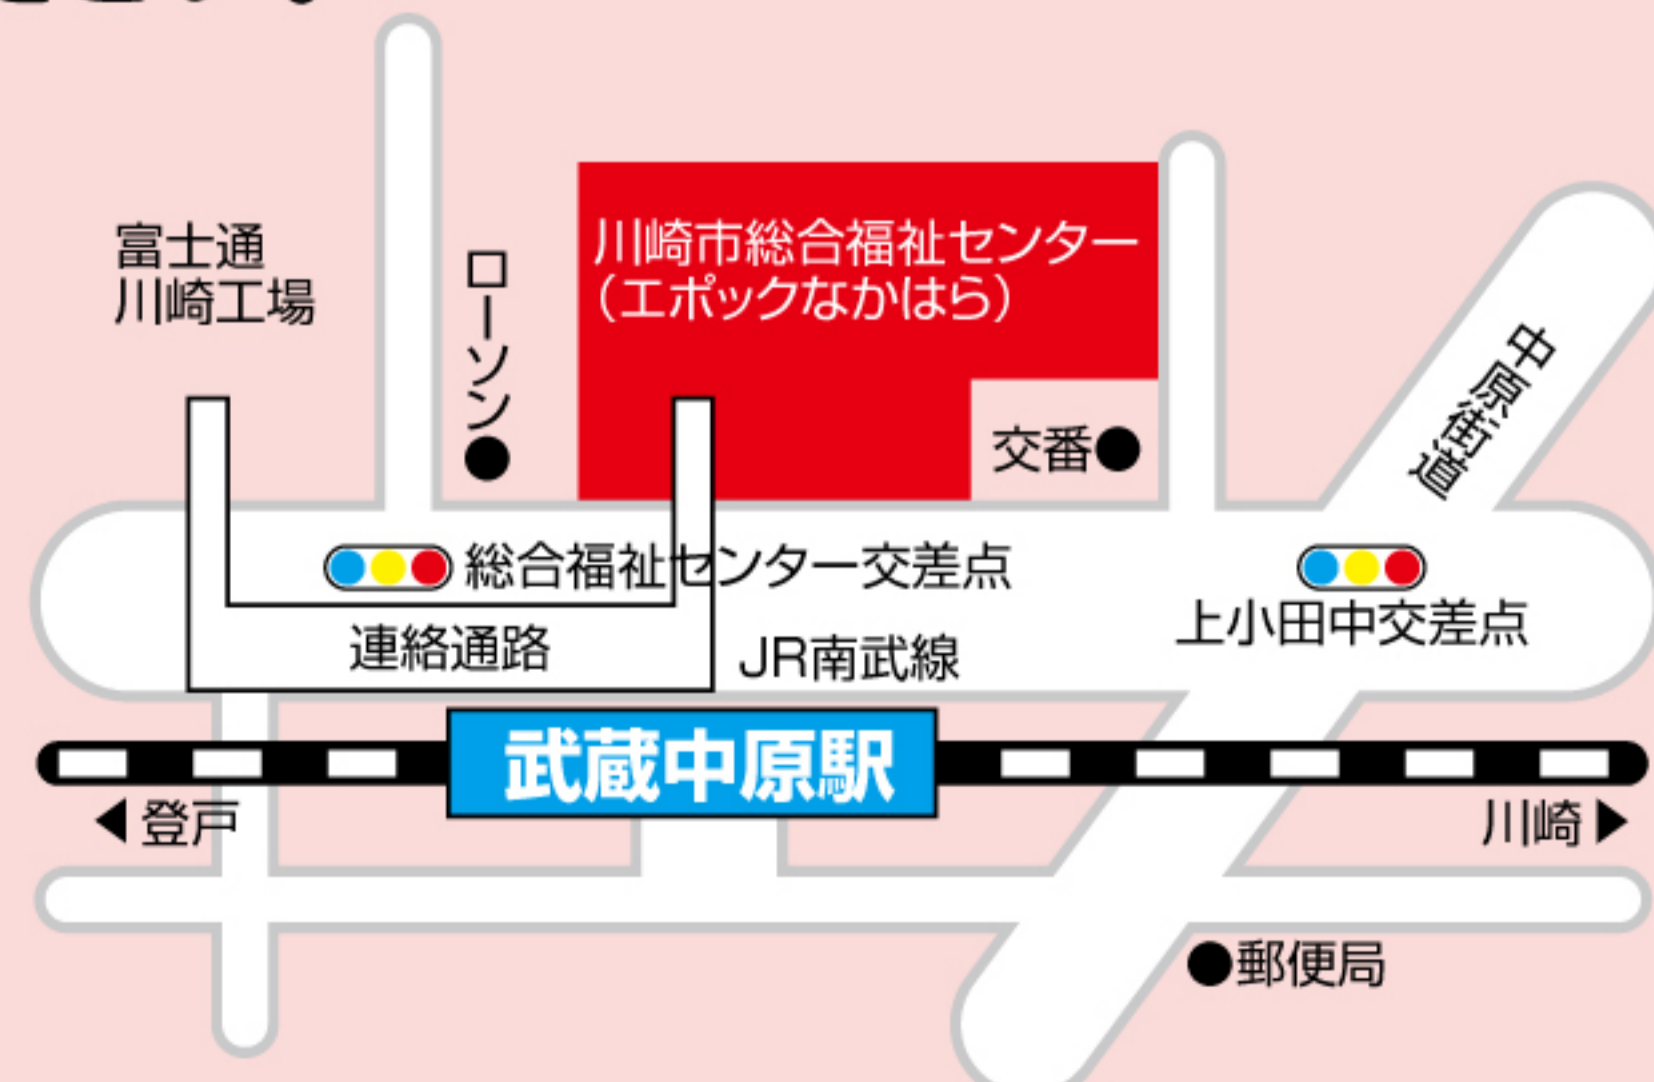 富士通
川崎工場
ローソン
川崎市総合福祉センター
（エポックなかはら）
交番
中原街道
総合福祉センター交差点
上小田中交差点
連絡通路
JR南武線
武蔵中原駅
登戸
川崎
郵便局